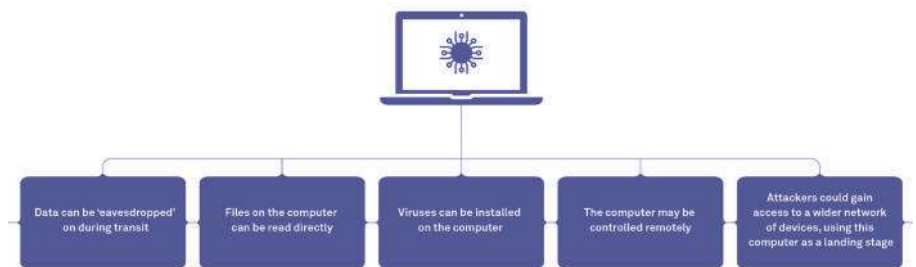 Data can be 'eavesdropped'
on during transit
Files on the computer
can be read directly
Viruses can be installed
on the computer
The computer may be
controlled remotely
Attackers could gain
access to a wider network
of devices, using this
computer as a landing stage